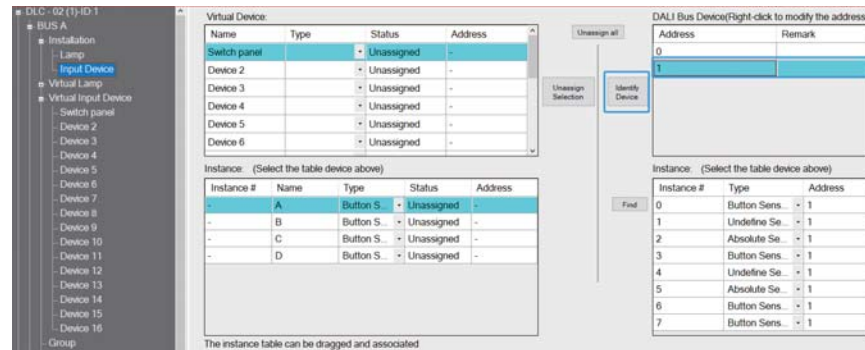 DLC - 02 (1)-ID:1
BUS A
Installation
Lamp
Input Device
Virtual Lamp
Virtual Input Device
Switch panel
Device 2
Device 3
Device 4
Device 5
Device 6
Device 7
Device 8
Device 9
Device 10
Device 11
Device 12
Device 13
Device 14
Device 15
Device 16
Group
Virtual Device:
Name Type Status Address
Switch panel Unassigned -
Device 2 Unassigned -
Device 3 Unassigned -
Device 4 Unassigned -
Device 5 Unassigned -
Device 6 Unassigned -
Instance: (Select the table device above)
Instance # Name Type Status Address
- A Button S... Unassigned -
- B Button S... Unassigned -
- C Button S... Unassigned -
- D Button S... Unassigned -
The instance table can be dragged and associated
Unassign all
Unassign
Selection
Identify
Device
Find
DALI Bus Device(Right-click to modify the address
Address Remark
0
1
Instance: (Select the table device above)
Instance # Type Address
0 Button Sens... 1
1 Undefine Se... 1
2 Absolute Se... 1
3 Button Sens... 1
4 Undefine Se... 1
5 Absolute Se... 1
6 Button Sens... 1
7 Button Sens... 1